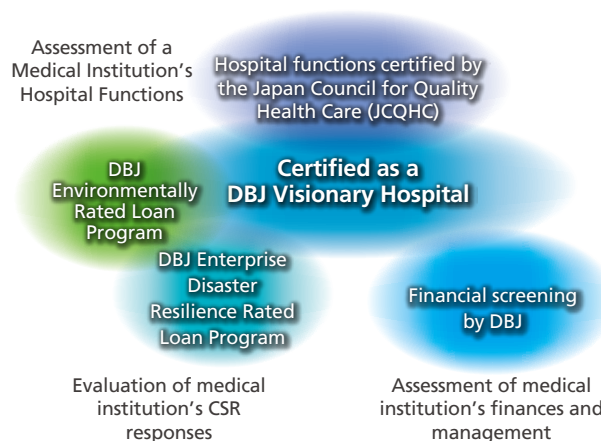 Assessment of a
Medical Institution's
Hospital Functions
Hospital functions certified by
the Japan Council for Quality
Health Care (JCQHC)
DBJ
Environmentally
Rated Loan
Program
Certified as a
DBJ Visionary Hospital
DBJ Enterprise
Disaster
Resilience Rated
Loan Program
Financial screening
by DBJ
Evaluation of medical
institution's CSR
responses
Assessment of medical
institution's finances and
management